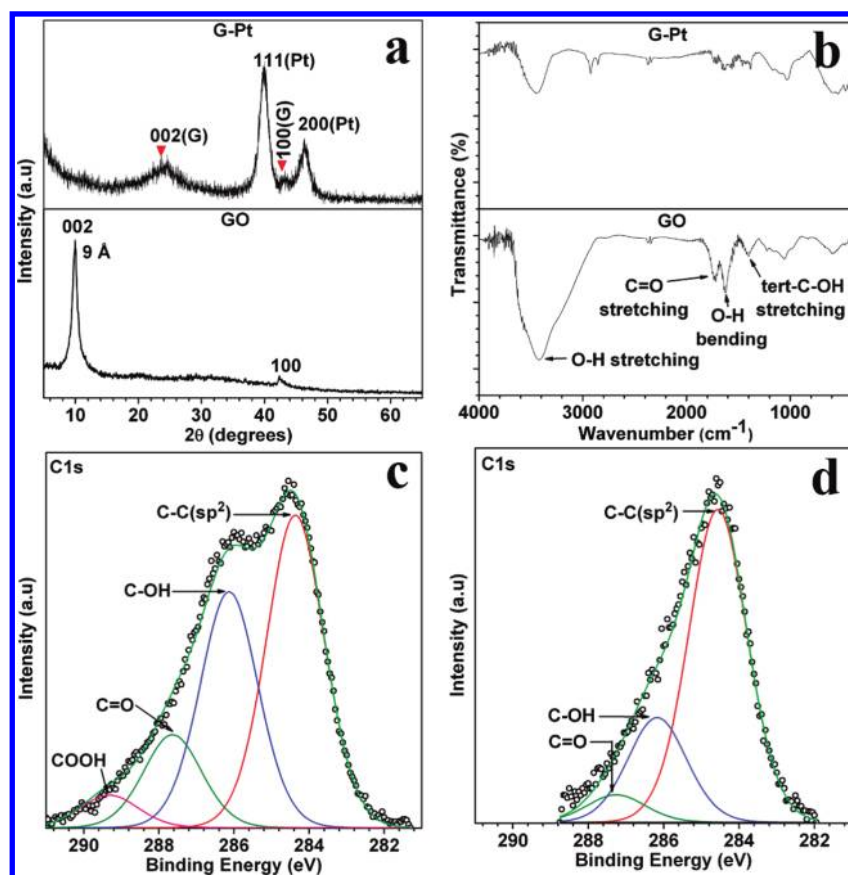 G-Pt
a
111(Pt)
002(G)
100(G)
200(Pt)
GO
002
9 Å
100
Intensity (a.u)
10 20 30 40 50 60
2θ (degrees)
G-Pt
b
GO
C=O
stretching
O-H
bending
tert-C-OH
stretching
O-H stretching
Transmittance (%)
4000 3000 2000 1000
Wavenumber (cm⁻¹)
C1s
c
C-C(sp²)
C-OH
C=O
COOH
Intensity (a.u)
290 288 286 284 282
Binding Energy (eV)
C1s
d
C-C(sp²)
C-OH
C=O
Intensity (a.u)
290 288 286 284 282
Binding Energy (eV)